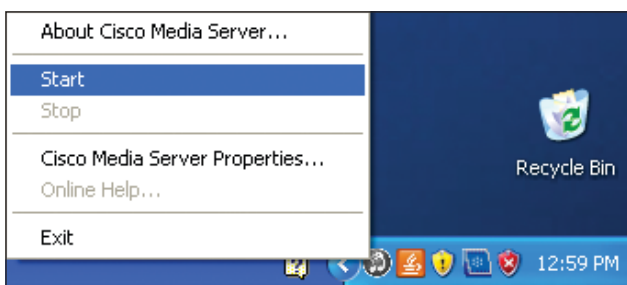 About Cisco Media Server...
Start
Stop
Cisco Media Server Properties...
Online Help...
Exit
Recycle Bin
12:59 PM